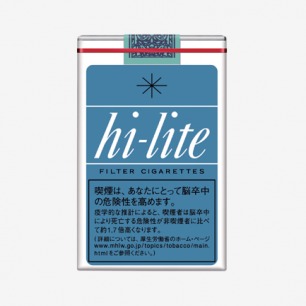 hi-lite
FILTER CIGARETTES
喫煙は、あなたにとって脳卒中
の危険性を高めます。
疫学的な推計によると、喫煙者は脳卒中
により死亡する危険性が非喫煙者に比べ
て約1.7倍高くなります。
(詳細については、厚生労働省のホーム・ページ
www.mhlw.go.jp/topics/tobacco/main.
htmlをご参照ください。)